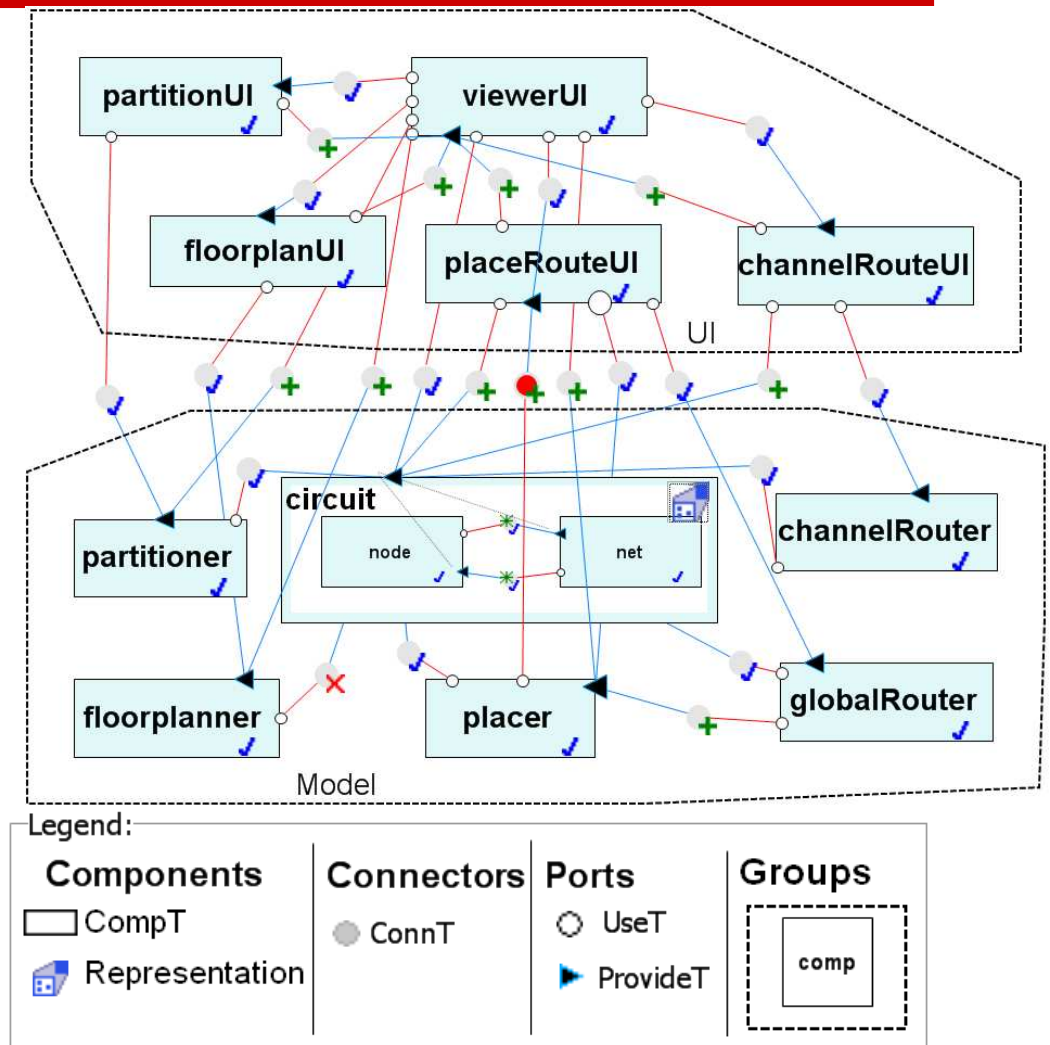 partitionUI
viewerUI
floorplanUI
placeRouteUI
channelRouteUI
UI
circuit
node
net
partitioner
channelRouter
floorplanner
placer
globalRouter
Model
Legend:
Components
CompT
Representation
Connectors
ConnT
Ports
UseT
ProvideT
Groups
comp